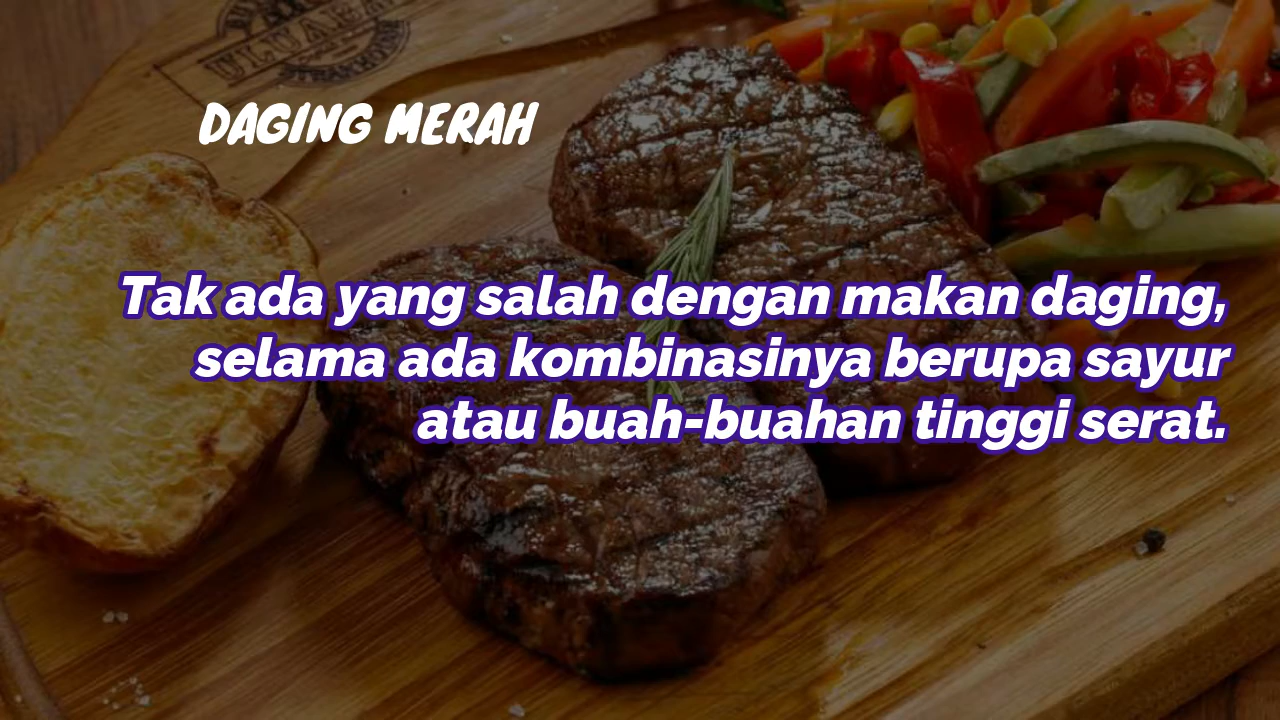 DAGING MERAH
Tak ada yang salah dengan makan daging,
selama ada kombinasinya berupa sayur
atau buah-buahan tinggi serat.